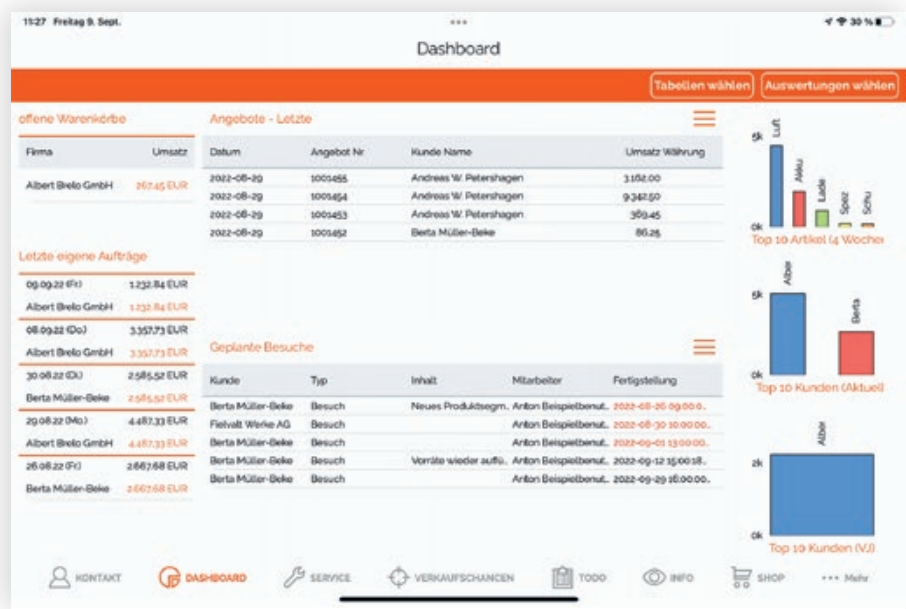 11:27 Freitag 9. Sept.
30 %
Dashboard
Tabellen wählen
Auswertungen wählen
offene Warenkörbe
Firma Umsatz
Albert Brelo GmbH 267,45 EUR
Letzte eigene Aufträge
09.09.22 (Fr.) 1.232,84 EUR
Albert Brelo GmbH 1.232,84 EUR
08.09.22 (Do.) 3.357,73 EUR
Albert Brelo GmbH 3.357,73 EUR
30.08.22 (Di.) 2.585,52 EUR
Berta Müller-Beke 2.585,52 EUR
29.08.22 (Mo.) 4.487,33 EUR
Albert Brelo GmbH 4.487,33 EUR
26.08.22 (Fr.) 2.667,68 EUR
Berta Müller-Beke 2.667,68 EUR
Angebote - Letzte
Datum Angebot Nr Kunde Name Umsatz Währung
2022-08-29 1001455 Andreas W. Petershagen 3.162,00
2022-08-29 1001454 Andreas W. Petershagen 9.342,50
2022-08-29 1001453 Andreas W. Petershagen 369,45
2022-08-29 1001452 Berta Müller-Beke 86,25
Geplante Besuche
Kunde Typ Inhalt Mitarbeiter Fertigstellung
Berta Müller-Beke Besuch Neues Produktsegm.. Anton Beispielbenut.. 2022-08-26 09:00:0..
Fielvalt Werke AG Besuch Anton Beispielbenut.. 2022-08-30 10:00:00..
Berta Müller-Beke Besuch Anton Beispielbenut.. 2022-09-01 13:00:00..
Berta Müller-Beke Besuch Vorräte wieder auffü.. Anton Beispielbenut.. 2022-09-12 15:00:18..
Berta Müller-Beke Besuch Anton Beispielbenut.. 2022-09-29 16:00:00..
5k
0k
Luft
Akku
Lade
Spez
Schu
Top 10 Artikel (4 Wochen
5k
0k
Alber
Berta
Top 10 Kunden (Aktuell
2k
0k
Alber
Top 10 Kunden (VJ)
KONTAKT
DASHBOARD
SERVICE
VERKAUFSCHANCEN
TODO
INFO
SHOP
Mehr